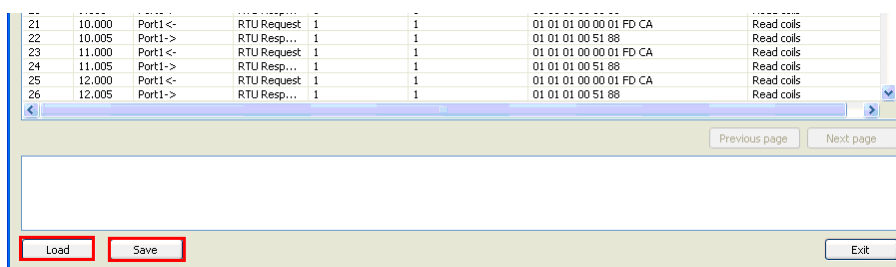 21 10.000 Port1<- RTU Request 1 1 01 01 01 00 00 01 FD CA Read coils
22 10.005 Port1-> RTU Resp... 1 1 01 01 01 00 51 88 Read coils
23 11.000 Port1<- RTU Request 1 1 01 01 01 00 00 01 FD CA Read coils
24 11.005 Port1-> RTU Resp... 1 1 01 01 01 00 51 88 Read coils
25 12.000 Port1<- RTU Request 1 1 01 01 01 00 00 01 FD CA Read coils
26 12.005 Port1-> RTU Resp... 1 1 01 01 01 00 51 88 Read coils
Previous page Next page
Load Save Exit